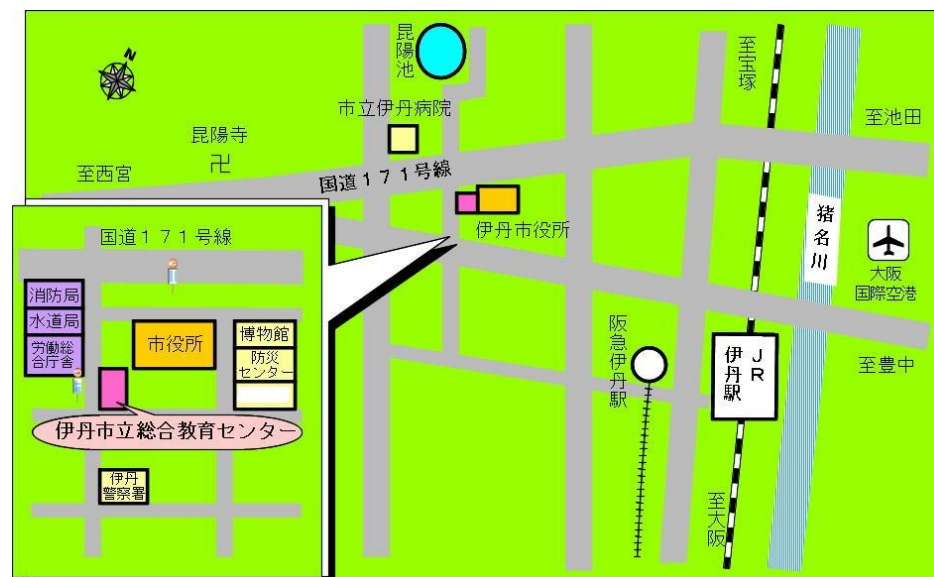 N
昆陽池
至宝塚
市立伊丹病院
至池田
昆陽寺
卍
至西宮
国道171号線
猪名川
伊丹市役所
大阪
国際空港
国道171号線
消防局
水道局
労働総
合庁舎
市役所
博物館
防災
センター
阪急伊丹駅
JR
伊丹駅
至豊中
伊丹市立総合教育センター
伊丹
警察署
至大阪